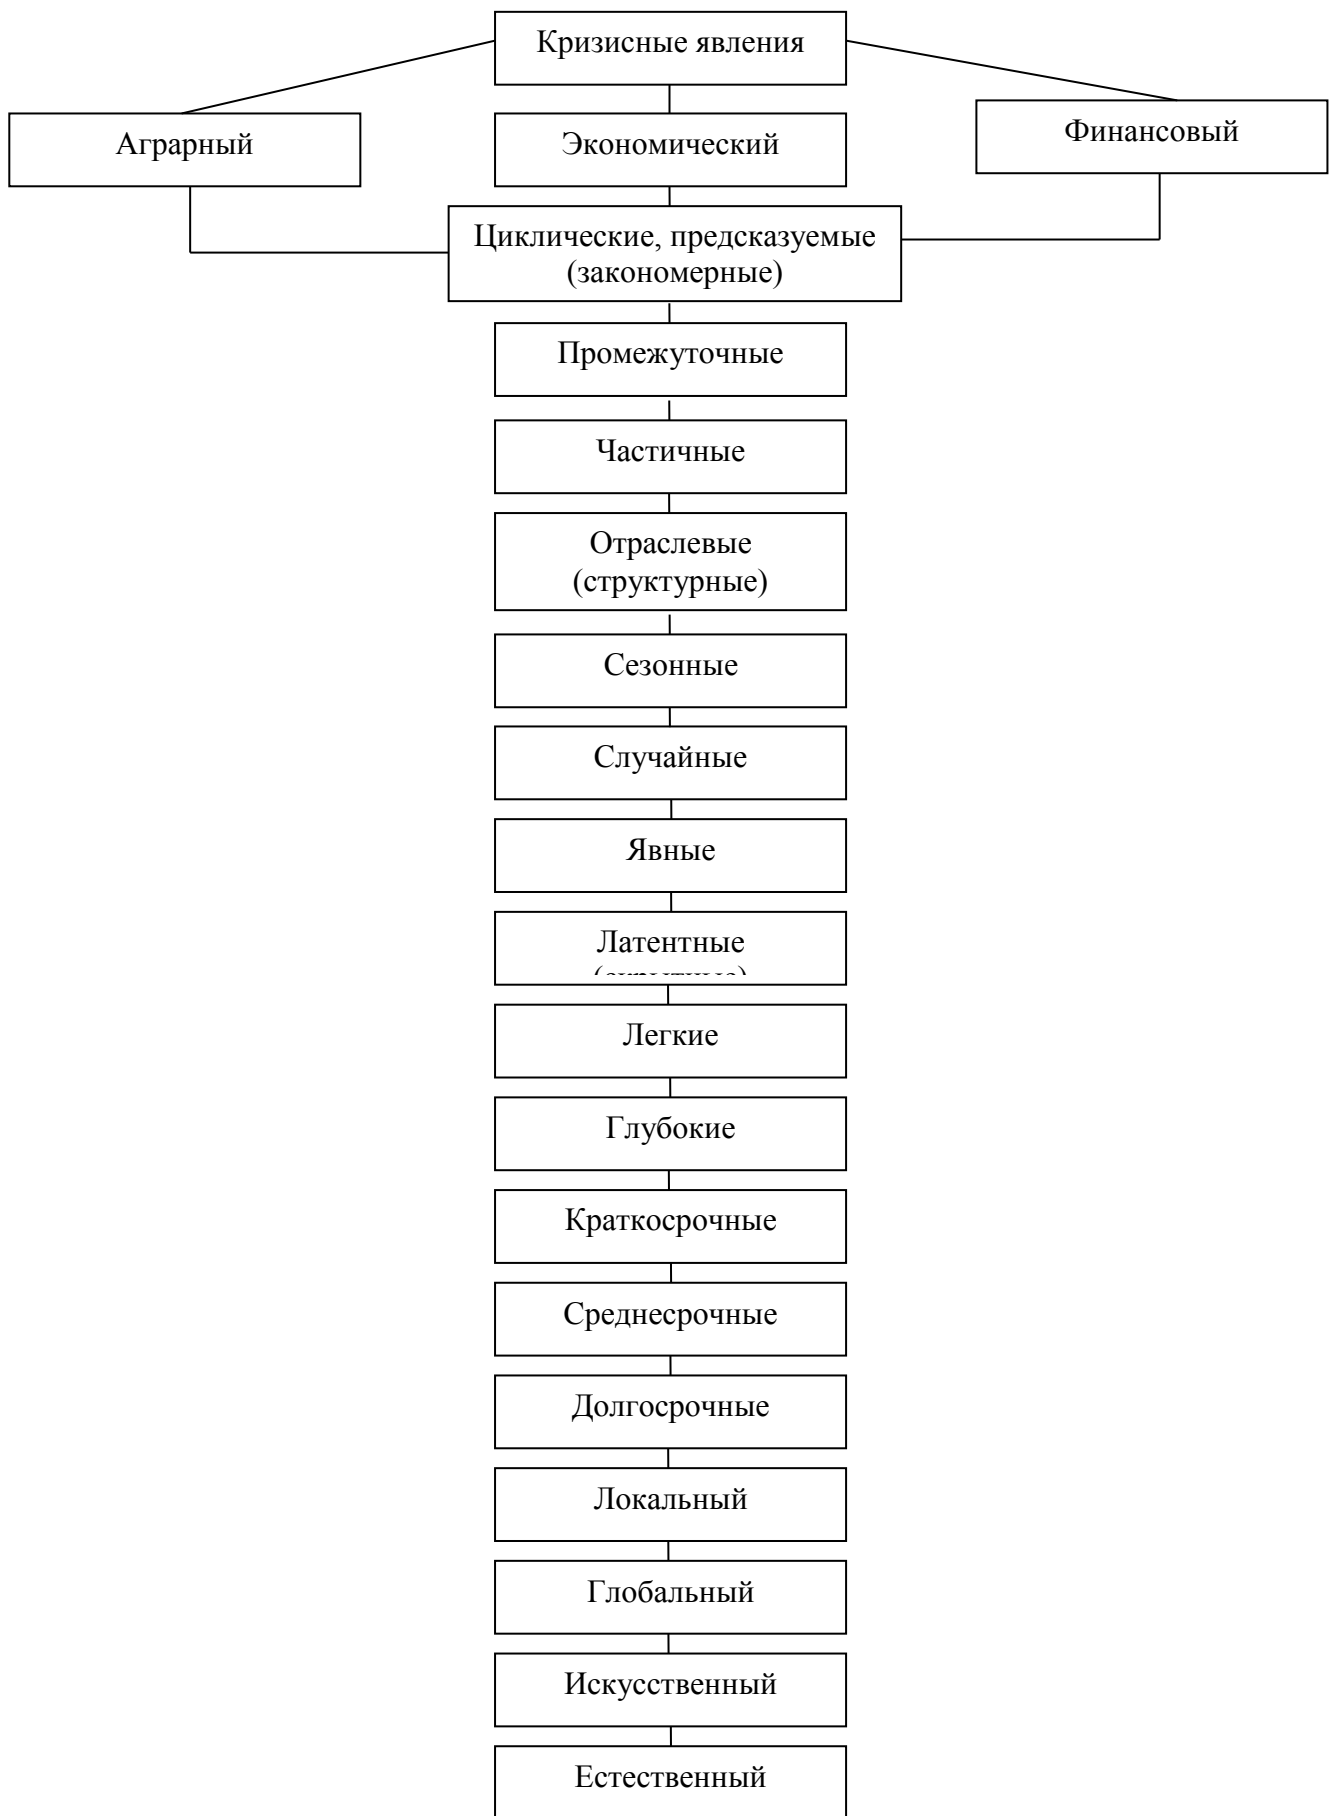 Кризисные явления
Аграрный
Экономический
Финансовый
Циклические, предсказуемые
(закономерные)
Промежуточные
Частичные
Отраслевые
(структурные)
Сезонные
Случайные
Явные
Латентные
Легкие
Глубокие
Краткосрочные
Среднесрочные
Долгосрочные
Локальный
Глобальный
Искусственный
Естественный